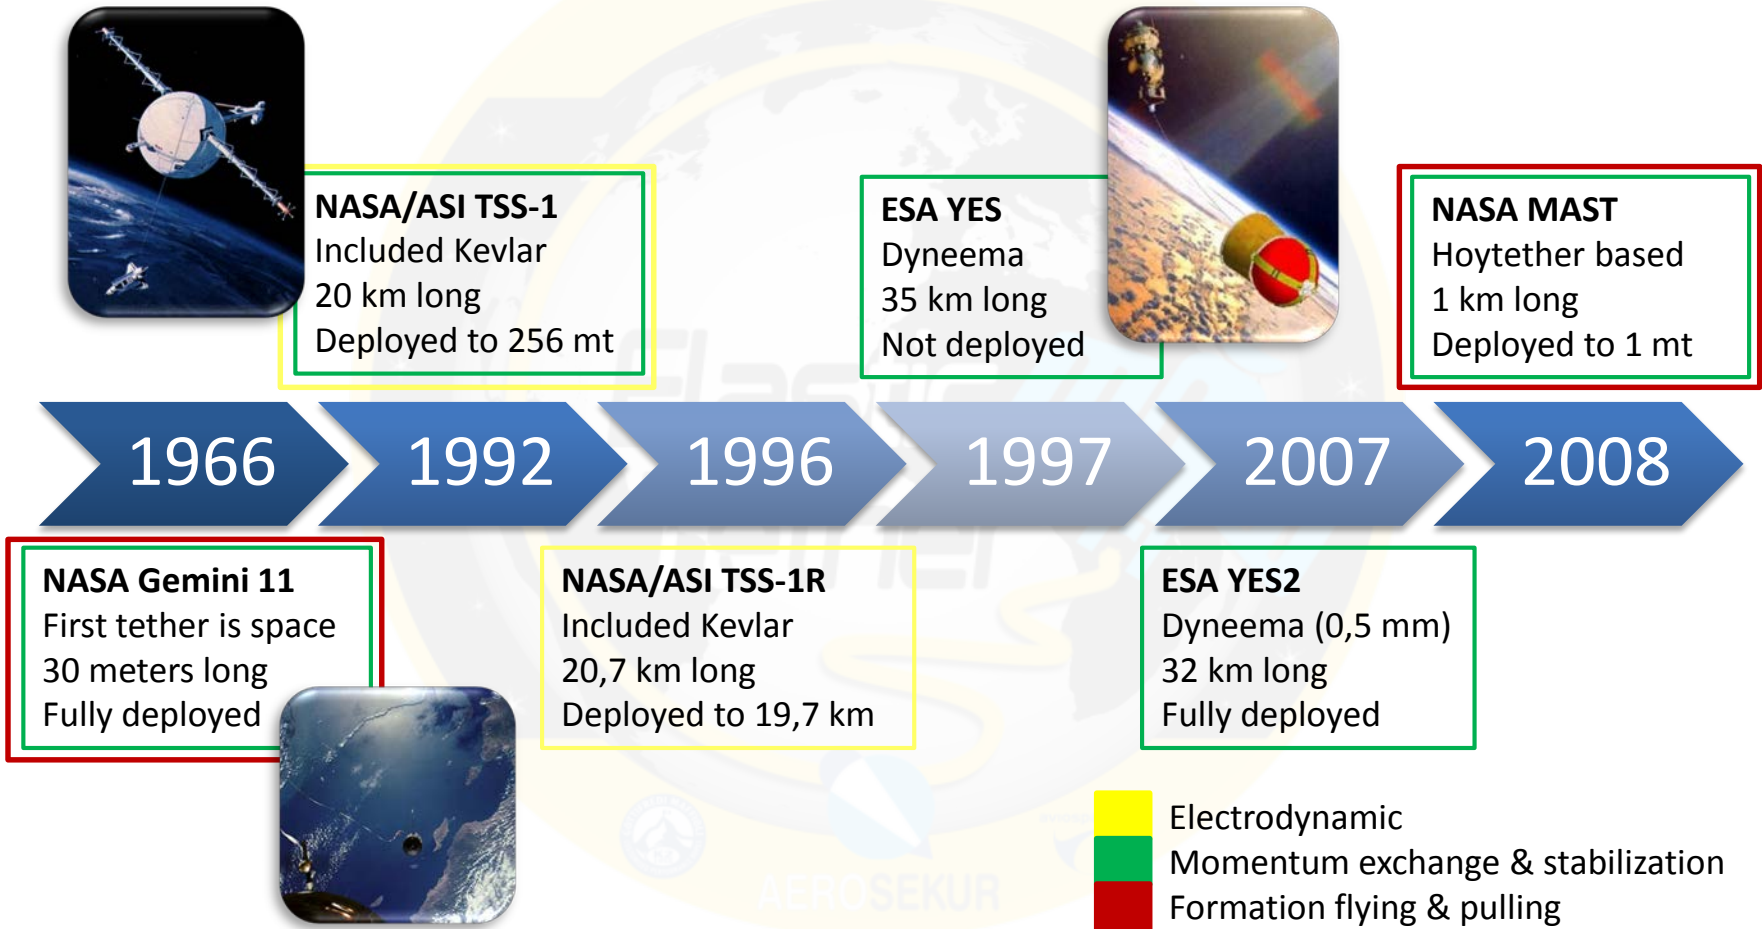 NASA/ASI TSS-1
Included Kevlar
20 km long
Deployed to 256 mt
ESA YES
Dyneema
35 km long
Not deployed
NASA MAST
Hoytether based
1 km long
Deployed to 1 mt
1966
1992
1996
1997
2007
2008
NASA Gemini 11
First tether is space
30 meters long
Fully deployed
NASA/ASI TSS-1R
Included Kevlar
20,7 km long
Deployed to 19,7 km
ESA YES2
Dyneema (0,5 mm)
32 km long
Fully deployed
Electrodynamic
Momentum exchange & stabilization
Formation flying & pulling
AEROSEKUR